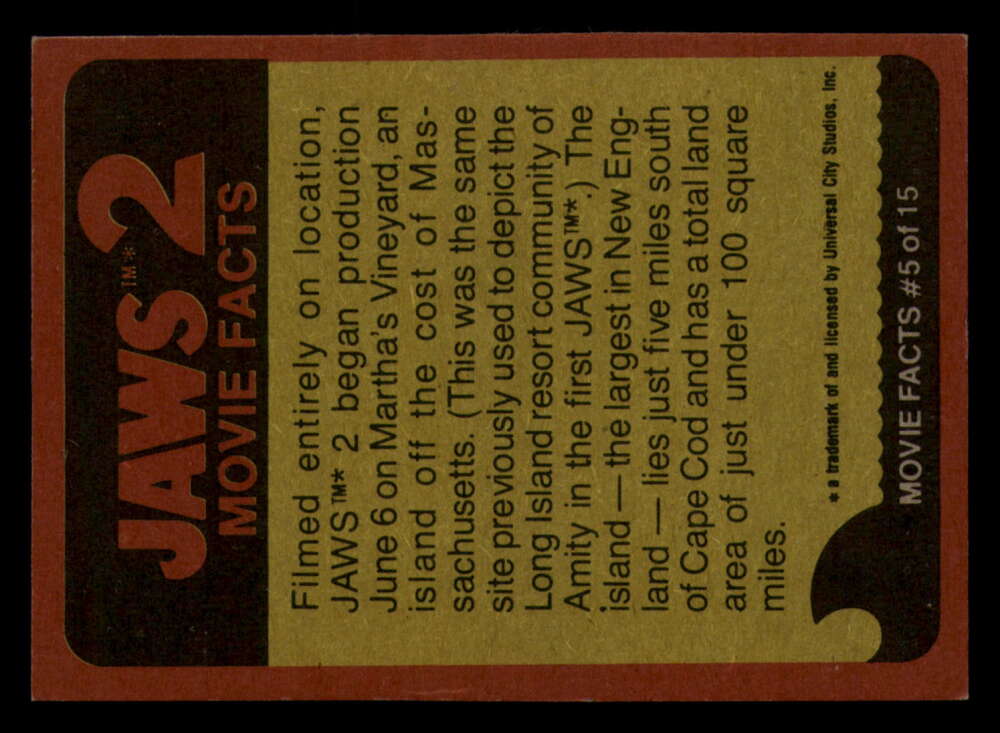 JAWS™* 2
MOVIE FACTS
Filmed entirely on location,
JAWS™* 2 began production
June 6 on Martha's Vineyard, an
island off the cost of Mas-
sachusetts. (This was the same
site previously used to depict the
Long Island resort community of
Amity in the first JAWS™*.) The
island — the largest in New Eng-
land — lies just five miles south
of Cape Cod and has a total land
area of just under 100 square
miles.
* a trademark of and licensed by Universal City Studios, Inc.
MOVIE FACTS #5 of 15